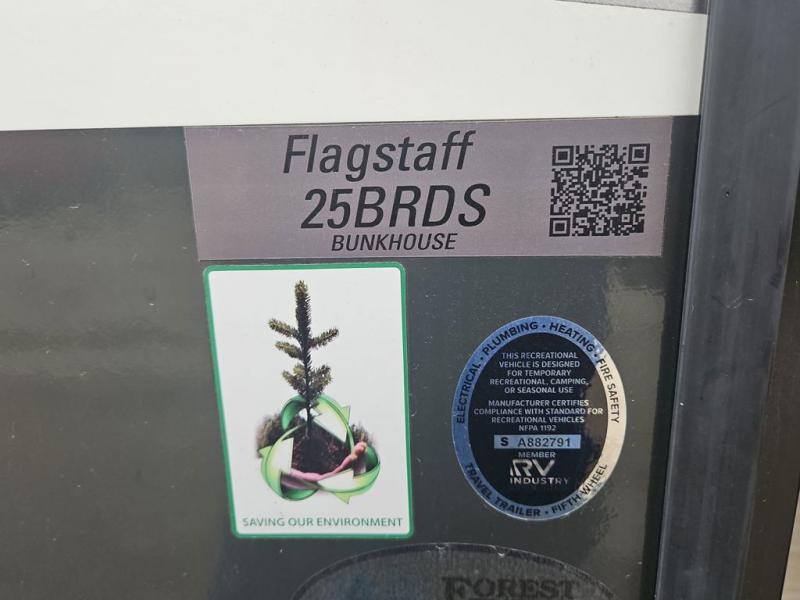 Flagstaff
25BRDS
BUNKHOUSE
SAVING OUR ENVIRONMENT
ELECTRICAL • PLUMBING • HEATING • FIRE SAFETY
THIS RECREATIONAL
VEHICLE IS DESIGNED
FOR TEMPORARY
RECREATIONAL, CAMPING,
OR SEASONAL USE
MANUFACTURER CERTIFIES
COMPLIANCE WITH STANDARD FOR
RECREATIONAL VEHICLES
NFPA 1192
S A882791
MEMBER
RV
INDUSTRY
TRAVEL TRAILER • FIFTH WHEEL
FOREST